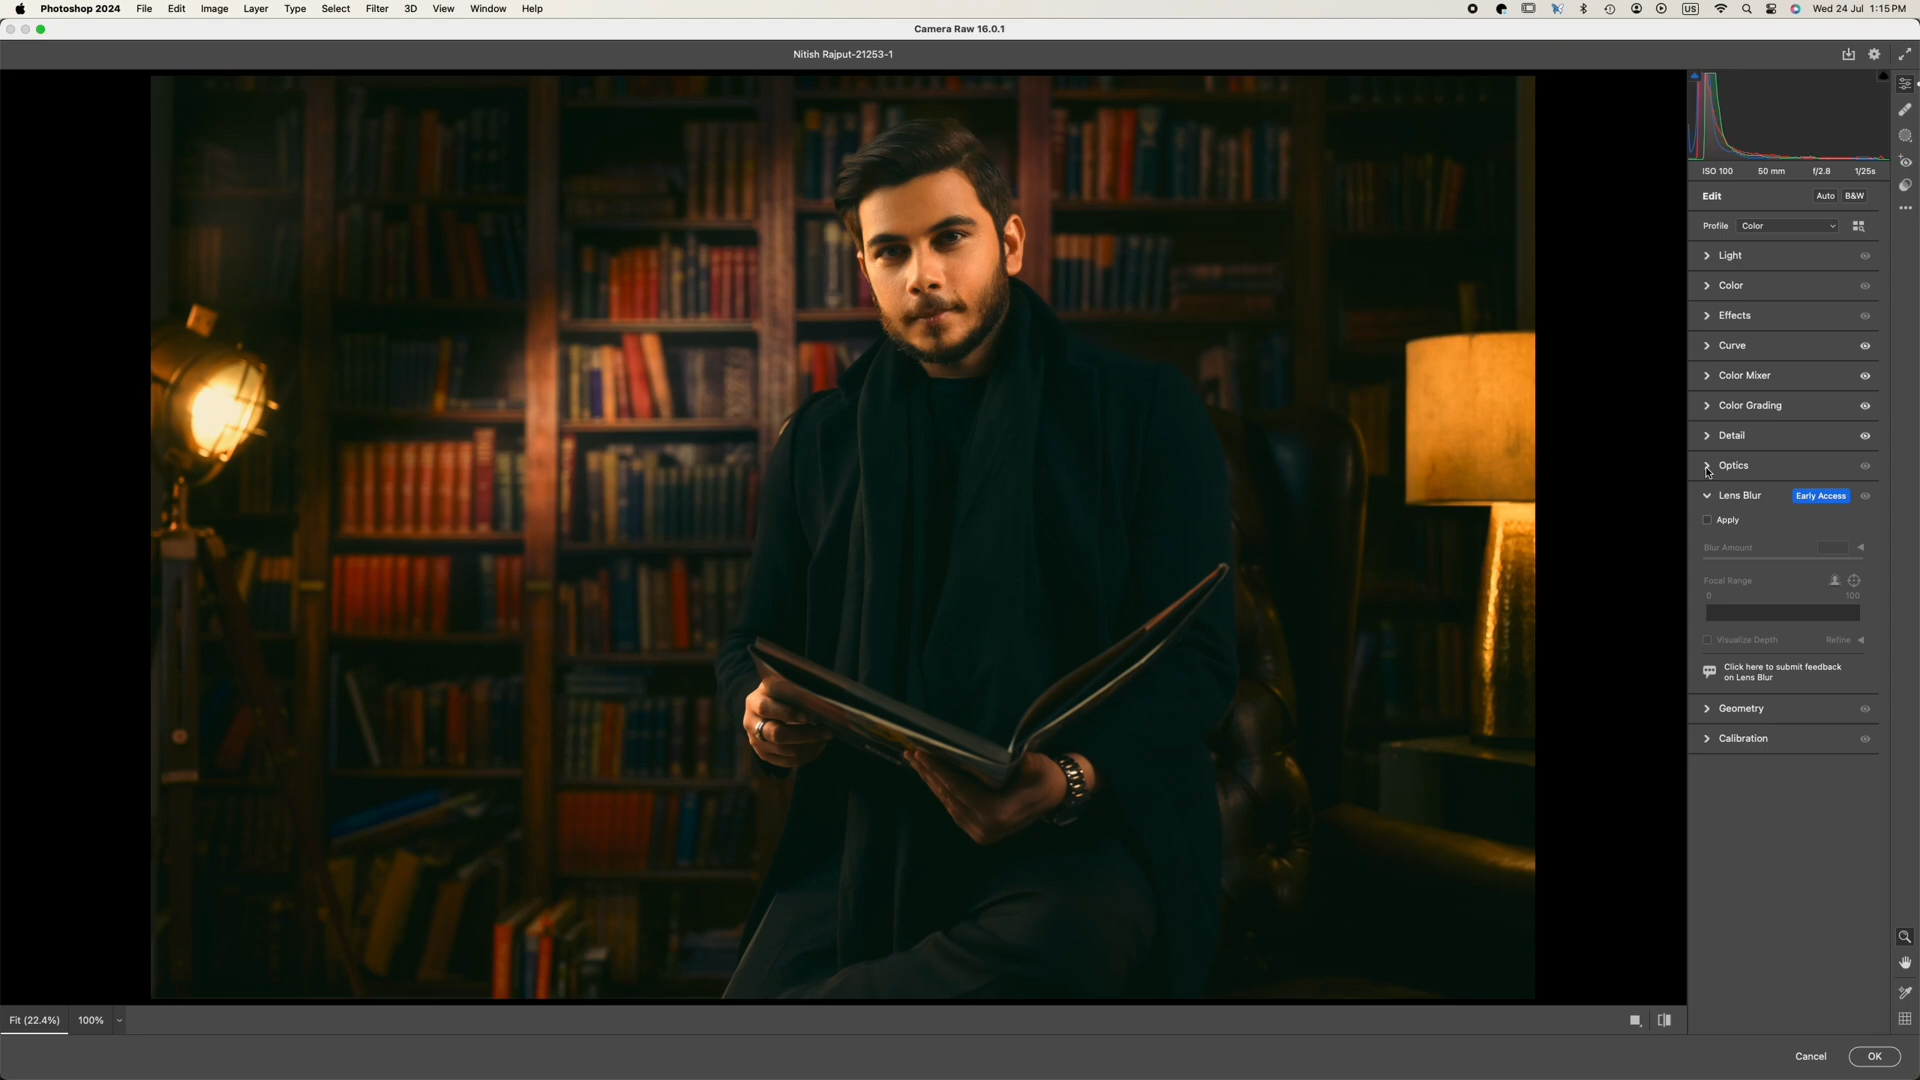 Photoshop 2024 File Edit Image Layer Type Select Filter 3D View Window Help US Wed 24 Jul 1:15 PM
Camera Raw 16.0.1
Nitish Rajput-21253-1
ISO 100 50 mm f/2.8 1/25s
Edit Auto B&W
Profile Color
Light
Color
Effects
Curve
Color Mixer
Color Grading
Detail
Optics
Lens Blur Early Access
Apply
Blur Amount
Focal Range
0 100
Visualize Depth Refine
Click here to submit feedback
on Lens Blur
Geometry
Calibration
Fit (22.4%) 100%
Cancel OK